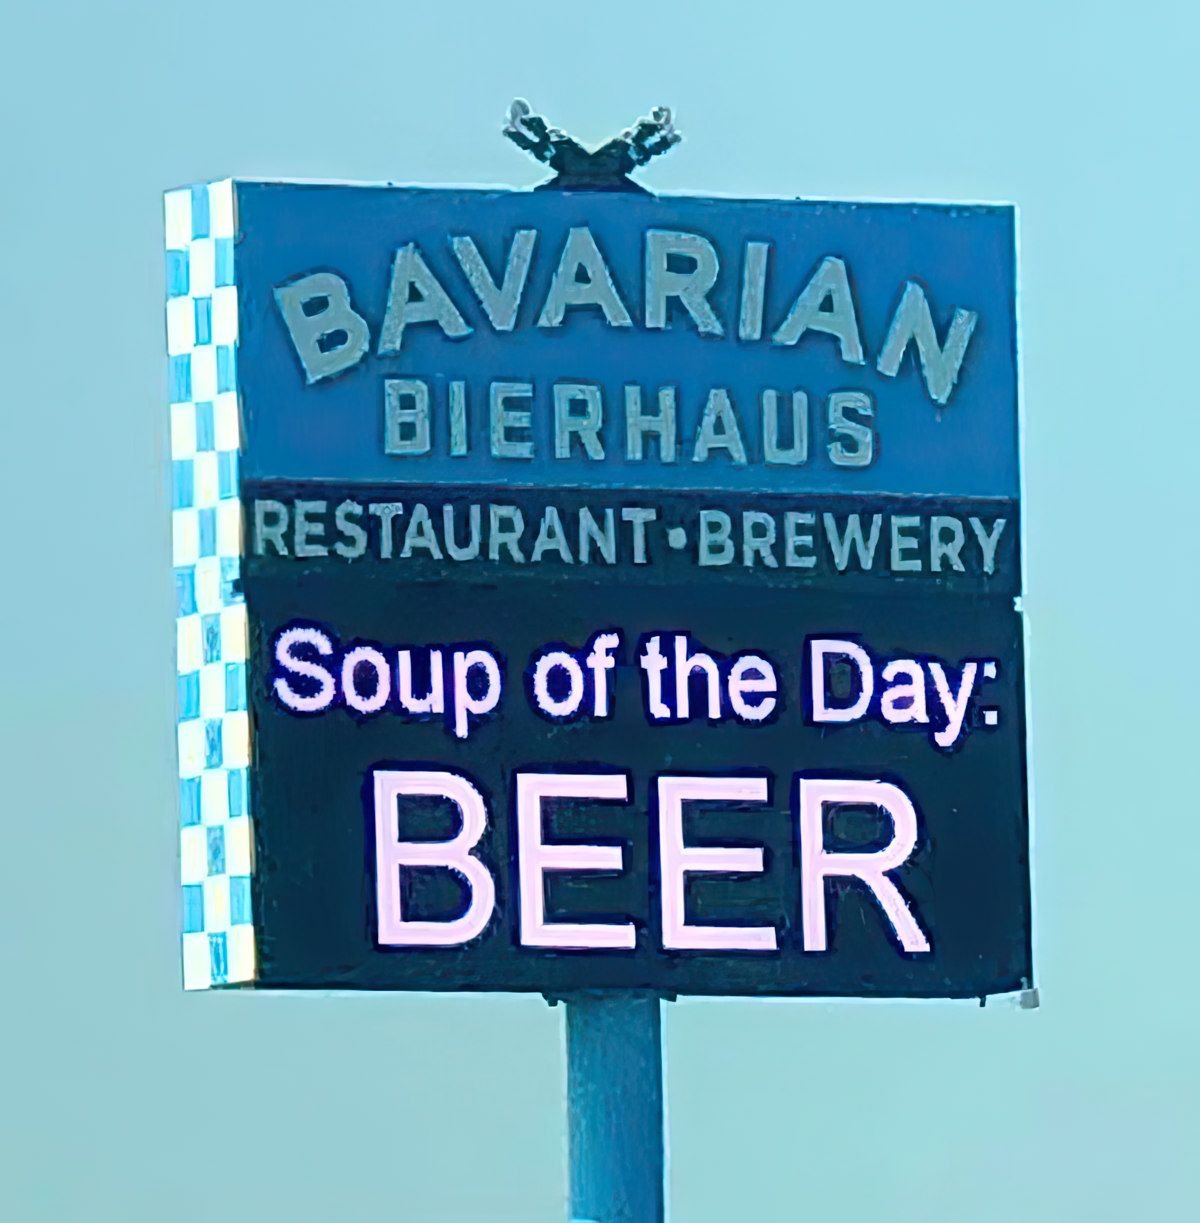 BAVARIAN
BIERHAUS
RESTAURANT · BREWERY
Soup of the Day:
BEER